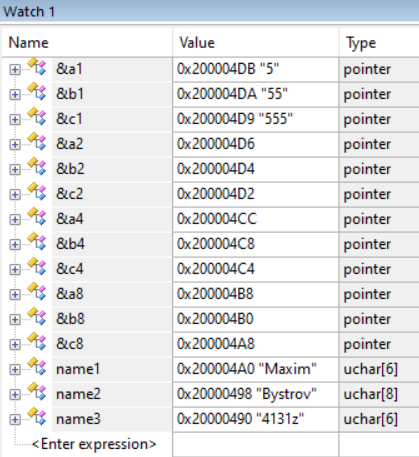 Watch 1
Name Value Type
&a1 0x200004DB "5" pointer
&b1 0x200004DA "55" pointer
&c1 0x200004D9 "555" pointer
&a2 0x200004D6 pointer
&b2 0x200004D4 pointer
&c2 0x200004D2 pointer
&a4 0x200004CC pointer
&b4 0x200004C8 pointer
&c4 0x200004C4 pointer
&a8 0x200004B8 pointer
&b8 0x200004B0 pointer
&c8 0x200004A8 pointer
name1 0x200004A0 "Maxim" uchar[6]
name2 0x20000498 "Bystrov" uchar[8]
name3 0x20000490 "4131z" uchar[6]
<Enter expression>